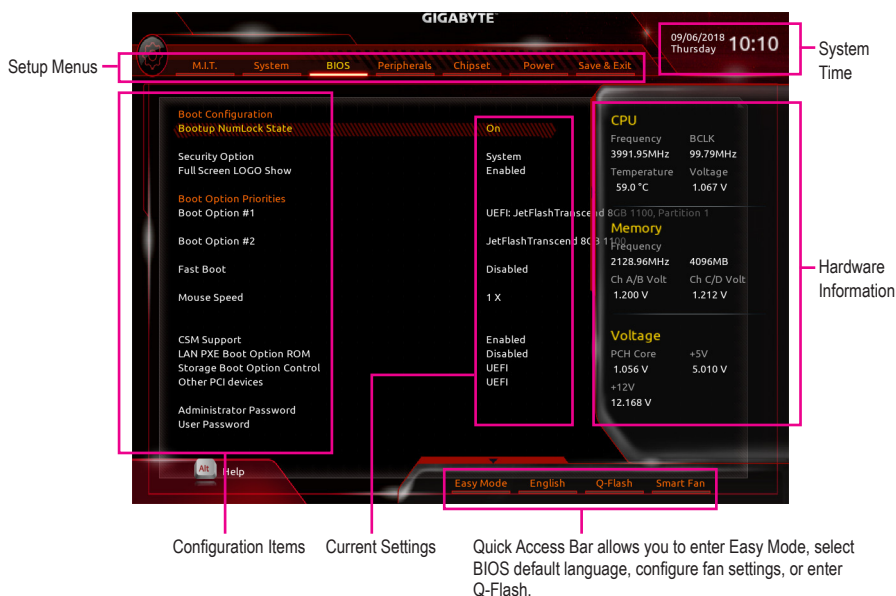 GIGABYTE
09/06/2018
Thursday
10:10
System
Time
Setup Menus
M.I.T. System BIOS Peripherals Chipset Power Save & Exit
Boot Configuration
Bootup NumLock State On
Security Option System
Full Screen LOGO Show Enabled
Boot Option Priorities
Boot Option #1 UEFI: JetFlashTranscend 8GB 1100, Partition 1
Boot Option #2 JetFlashTranscend 8GB 1100
Fast Boot Disabled
Mouse Speed 1 X
CSM Support Enabled
LAN PXE Boot Option ROM Disabled
Storage Boot Option Control UEFI
Other PCI devices UEFI
Administrator Password
User Password
CPU
Frequency BCLK
3991.95MHz 99.79MHz
Temperature Voltage
59.0 °C 1.067 V
Memory
Frequency
2128.96MHz 4096MB
Ch A/B Volt Ch C/D Volt
1.200 V 1.212 V
Voltage
PCH Core +5V
1.056 V 5.010 V
+12V
12.168 V
Hardware
Information
Alt Help
Easy Mode English Q-Flash Smart Fan
Configuration Items
Current Settings
Quick Access Bar allows you to enter Easy Mode, select
BIOS default language, configure fan settings, or enter
Q-Flash.